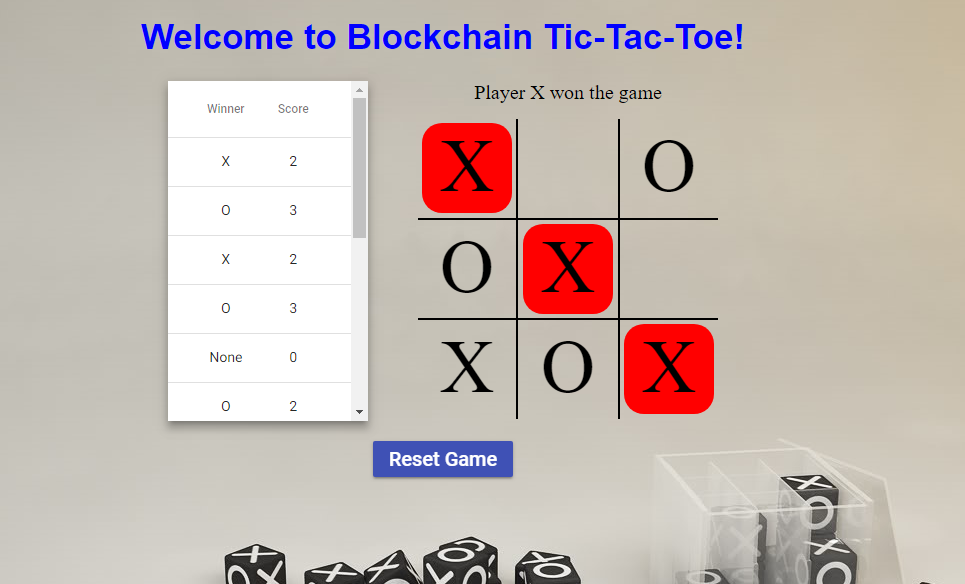 Welcome to Blockchain Tic-Tac-Toe!
Winner Score
X 2
O 3
X 2
O 3
None 0
O 2
Player X won the game
X O
O X
X O X
Reset Game